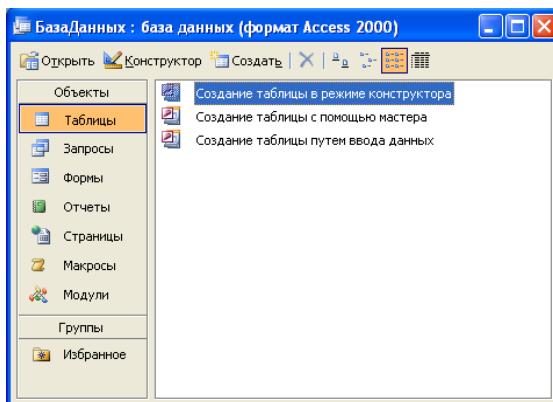 БазаДанных : база данных (формат Access 2000)
Открыть Конструктор Создать
Объекты
Таблицы
Запросы
Формы
Отчеты
Страницы
Макросы
Модули
Группы
Избранное
Создание таблицы в режиме конструктора
Создание таблицы с помощью мастера
Создание таблицы путем ввода данных